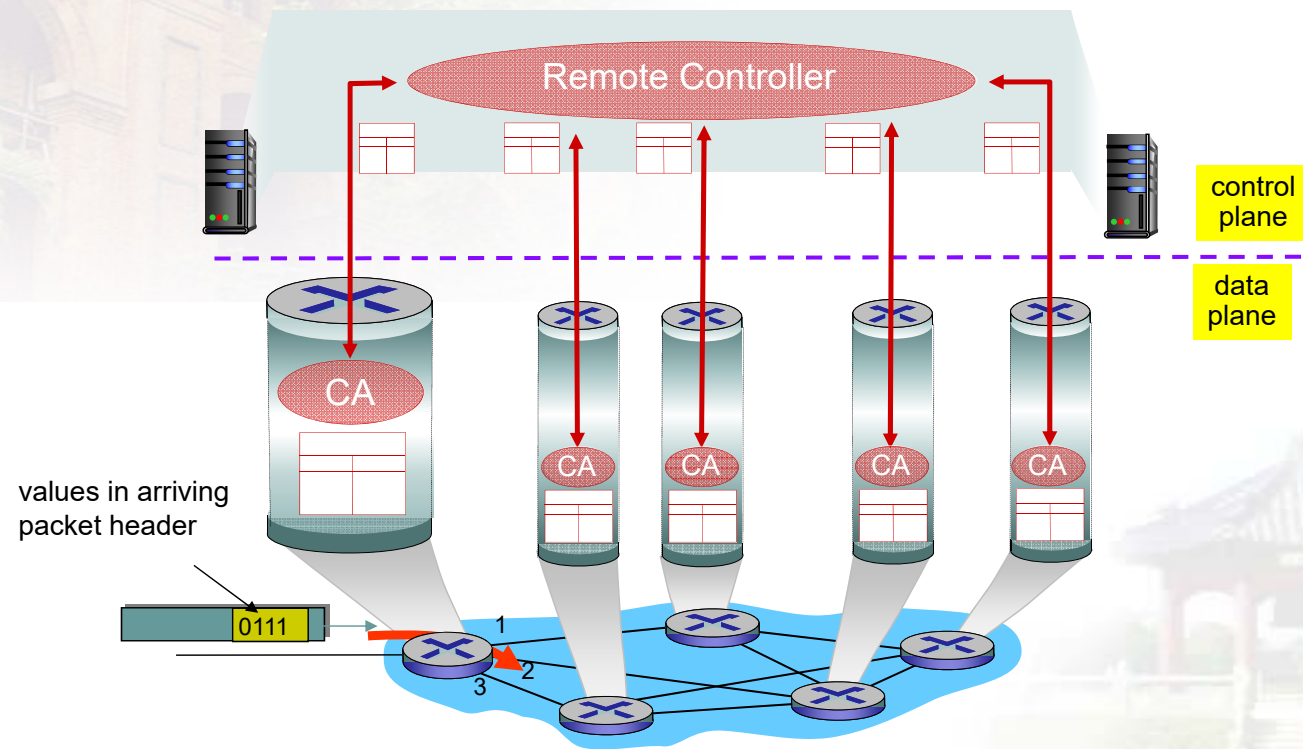 Remote Controller
control
plane
data
plane
CA
CA
CA
CA
CA
values in arriving
packet header
0111
1
2
3